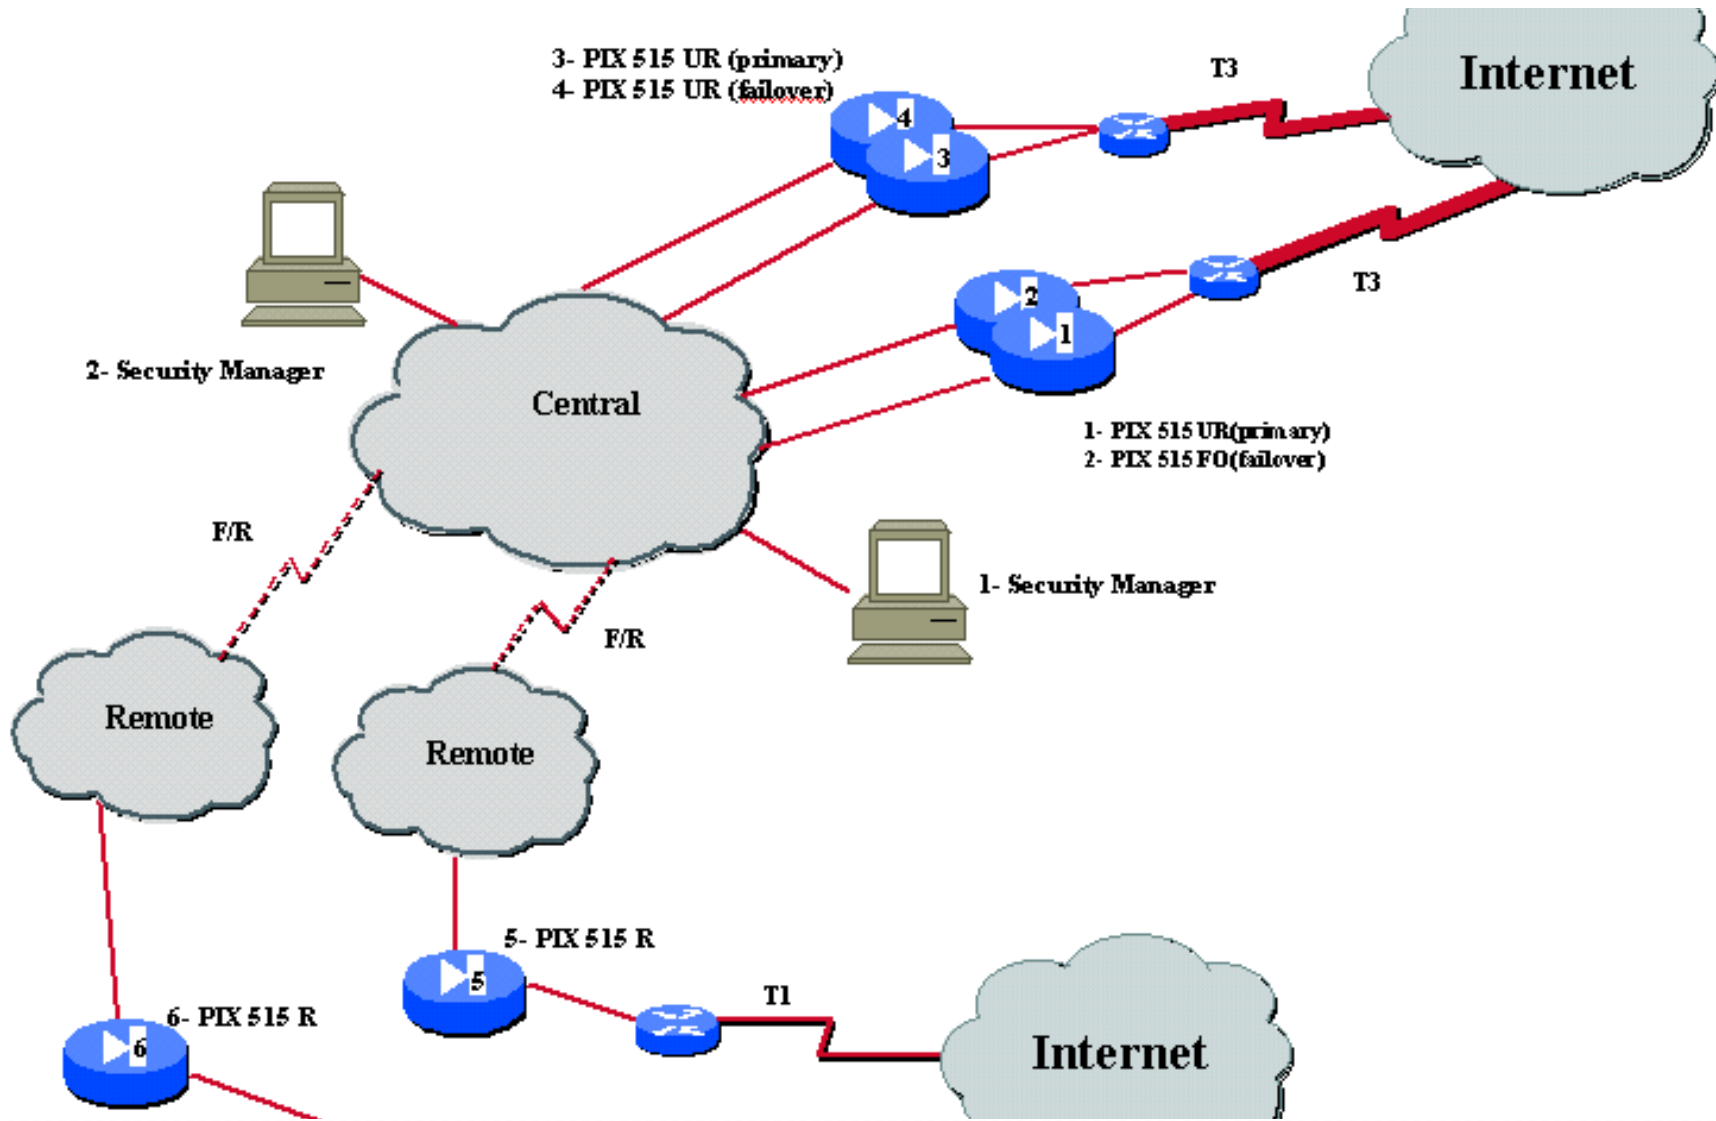 3- PIX 515 UR (primary)
4- PIX 515 UR (failover)
T3
Internet
4
3
2
1
T3
2- Security Manager
Central
1- PIX 515 UR(primary)
2- PIX 515 FO(failover)
F/R
1- Security Manager
F/R
Remote
Remote
5- PIX 515 R
5
T1
6- PIX 515 R
6
Internet